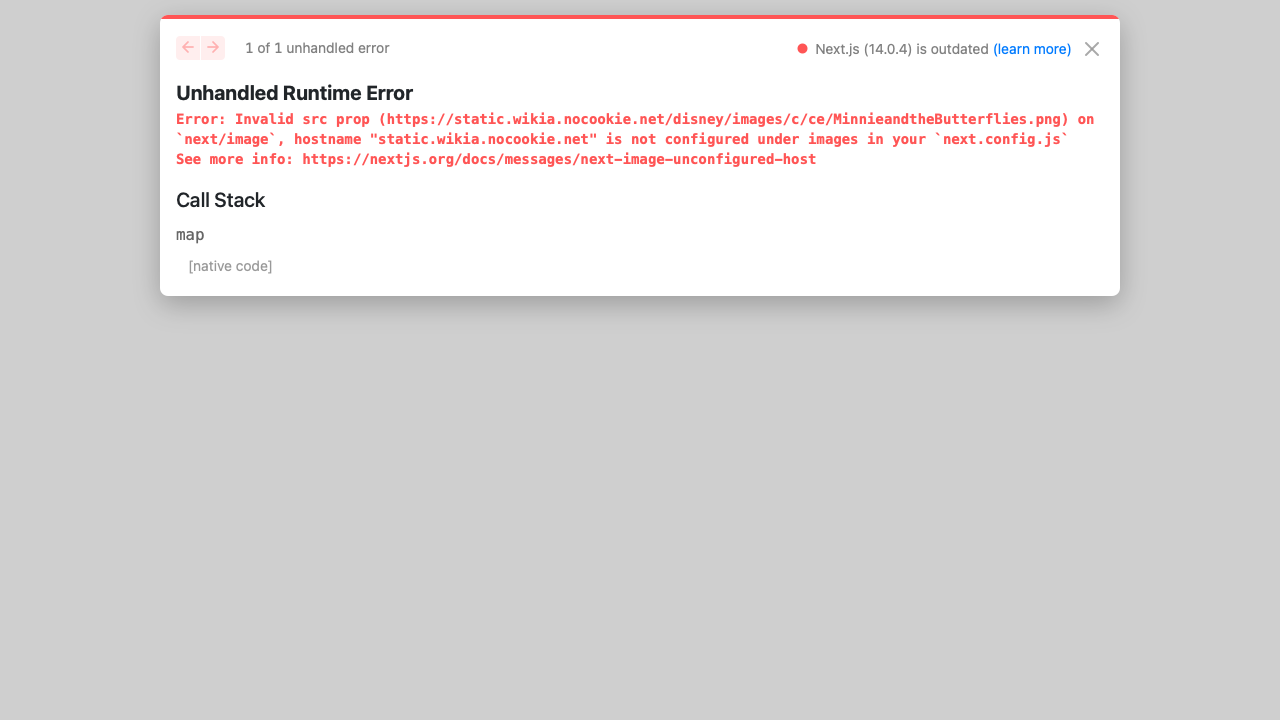 1 of 1 unhandled error
Next.js (14.0.4) is outdated (learn more)
Unhandled Runtime Error
Error: Invalid src prop (https://static.wikia.nocookie.net/disney/images/c/ce/MinnieandtheButterflies.png) on
`next/image`, hostname "static.wikia.nocookie.net" is not configured under images in your `next.config.js`
See more info: https://nextjs.org/docs/messages/next-image-unconfigured-host
Call Stack
map
[native code]